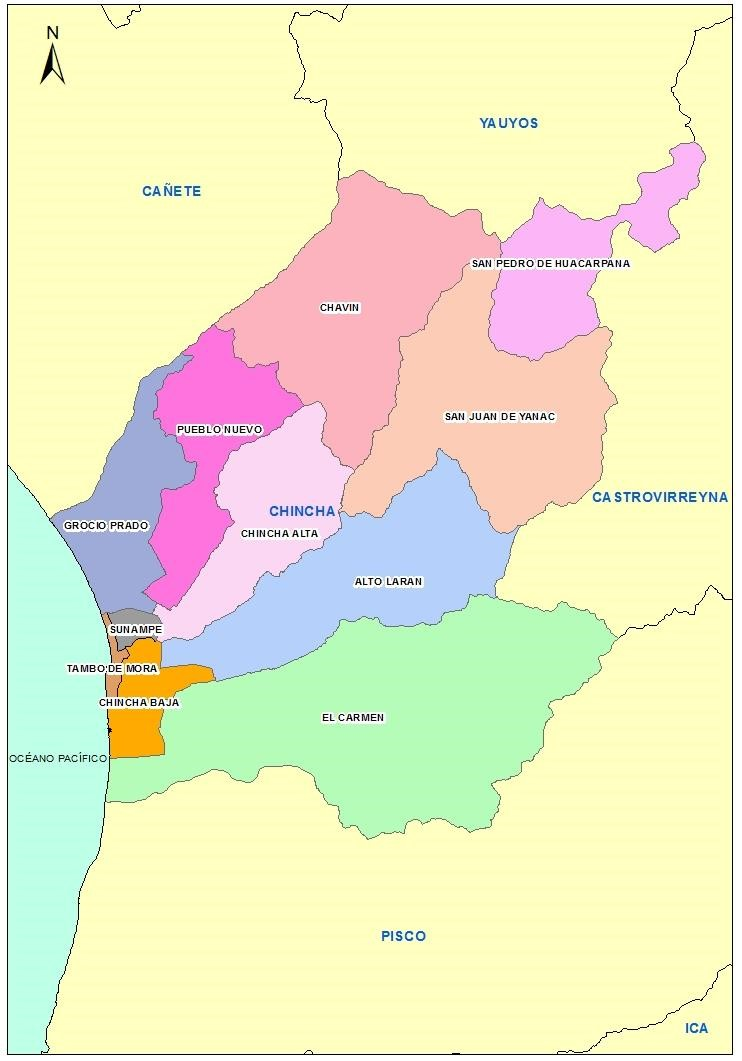 N
YAUYOS
CAÑETE
SAN PEDRO DE HUACARPANA
CHAVIN
SAN JUAN DE YANAC
PUEBLO NUEVO
CASTROVIRREYNA
CHINCHA
GROCIO PRADO
CHINCHA ALTA
ALTO LARAN
SUNAMPE
TAMBO DE MORA
CHINCHA BAJA
EL CARMEN
OCÉANO PACÍFICO
PISCO
ICA